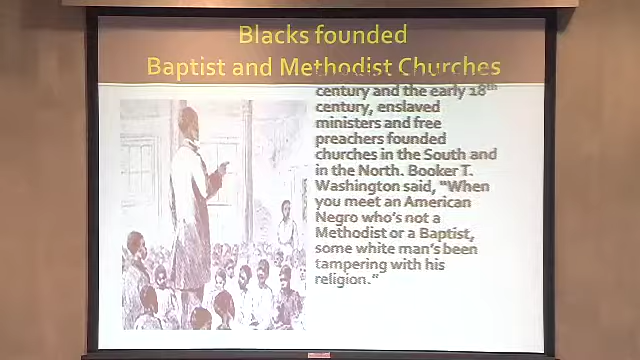 Blacks founded
Baptist and Methodist Churches
century and the early 18th
century, enslaved
ministers and free
preachers founded
churches in the South and
in the North. Booker T.
Washington said, "When
you meet an American
Negro who's not a
Methodist or a Baptist,
some white man's been
tampering with his
religion."